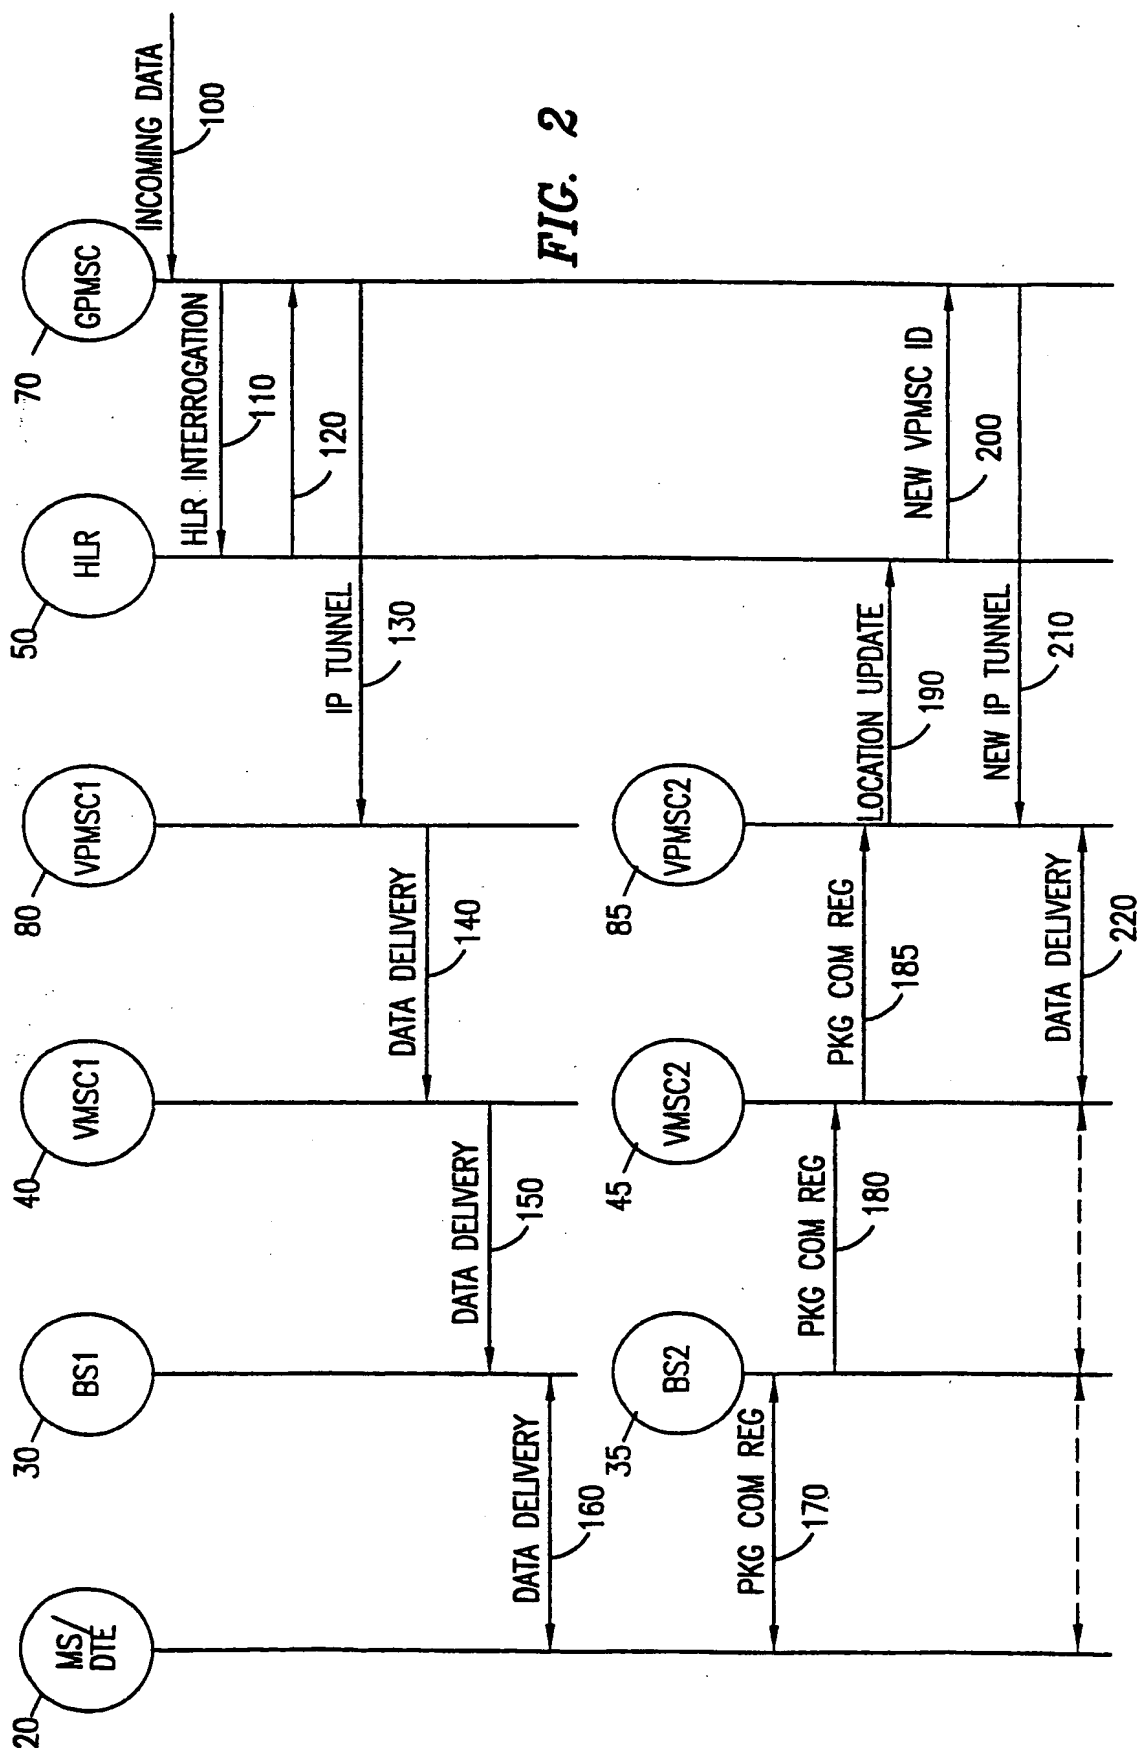 20
MS/
DTE
30
BS1
40
VMSC1
80
VPMSC1
50
HLR
70
GPMSC
INCOMING DATA
100
HLR INTERROGATION
110
120
IP TUNNEL
130
DATA DELIVERY
140
DATA DELIVERY
150
DATA DELIVERY
160
FIG. 2
35
BS2
45
VMSC2
85
VPMSC2
PKG COM REG
170
PKG COM REG
180
PKG COM REG
185
LOCATION UPDATE
190
NEW VPMSC ID
200
NEW IP TUNNEL
210
DATA DELIVERY
220